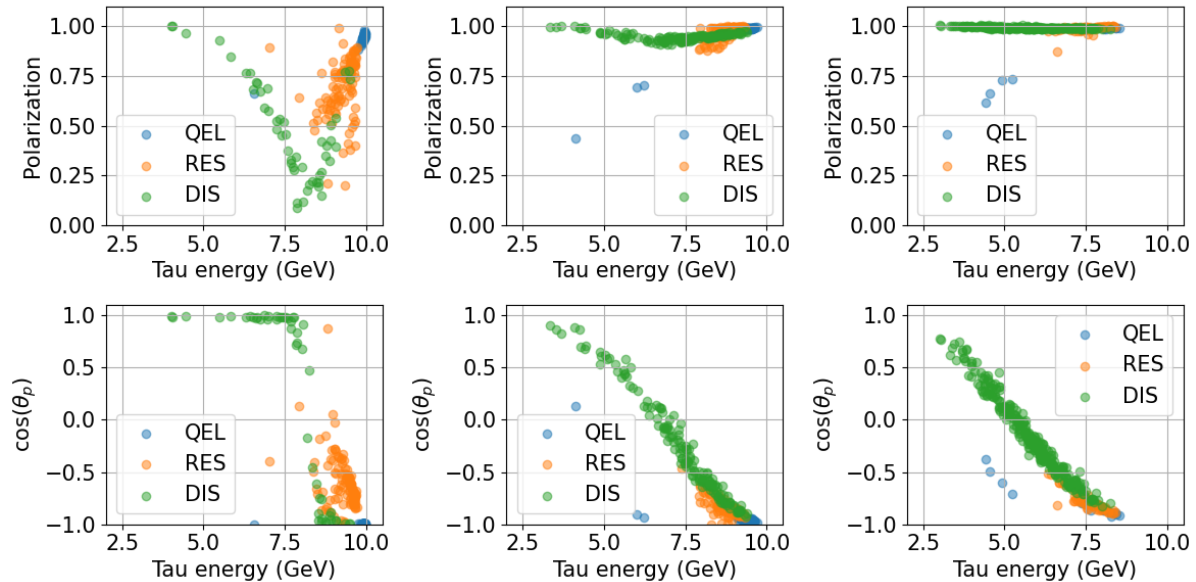 1.00
0.75
0.50
0.25
0.00
Polarization
QEL
RES
DIS
2.5 5.0 7.5 10.0
Tau energy (GeV)
1.00
0.75
0.50
0.25
0.00
Polarization
QEL
RES
DIS
2.5 5.0 7.5 10.0
Tau energy (GeV)
1.00
0.75
0.50
0.25
0.00
Polarization
QEL
RES
DIS
2.5 5.0 7.5 10.0
Tau energy (GeV)
1.0
0.5
0.0
−0.5
−1.0
cos(θp)
QEL
RES
DIS
2.5 5.0 7.5 10.0
Tau energy (GeV)
1.0
0.5
0.0
−0.5
−1.0
cos(θp)
QEL
RES
DIS
2.5 5.0 7.5 10.0
Tau energy (GeV)
1.0
0.5
0.0
−0.5
−1.0
cos(θp)
QEL
RES
DIS
2.5 5.0 7.5 10.0
Tau energy (GeV)